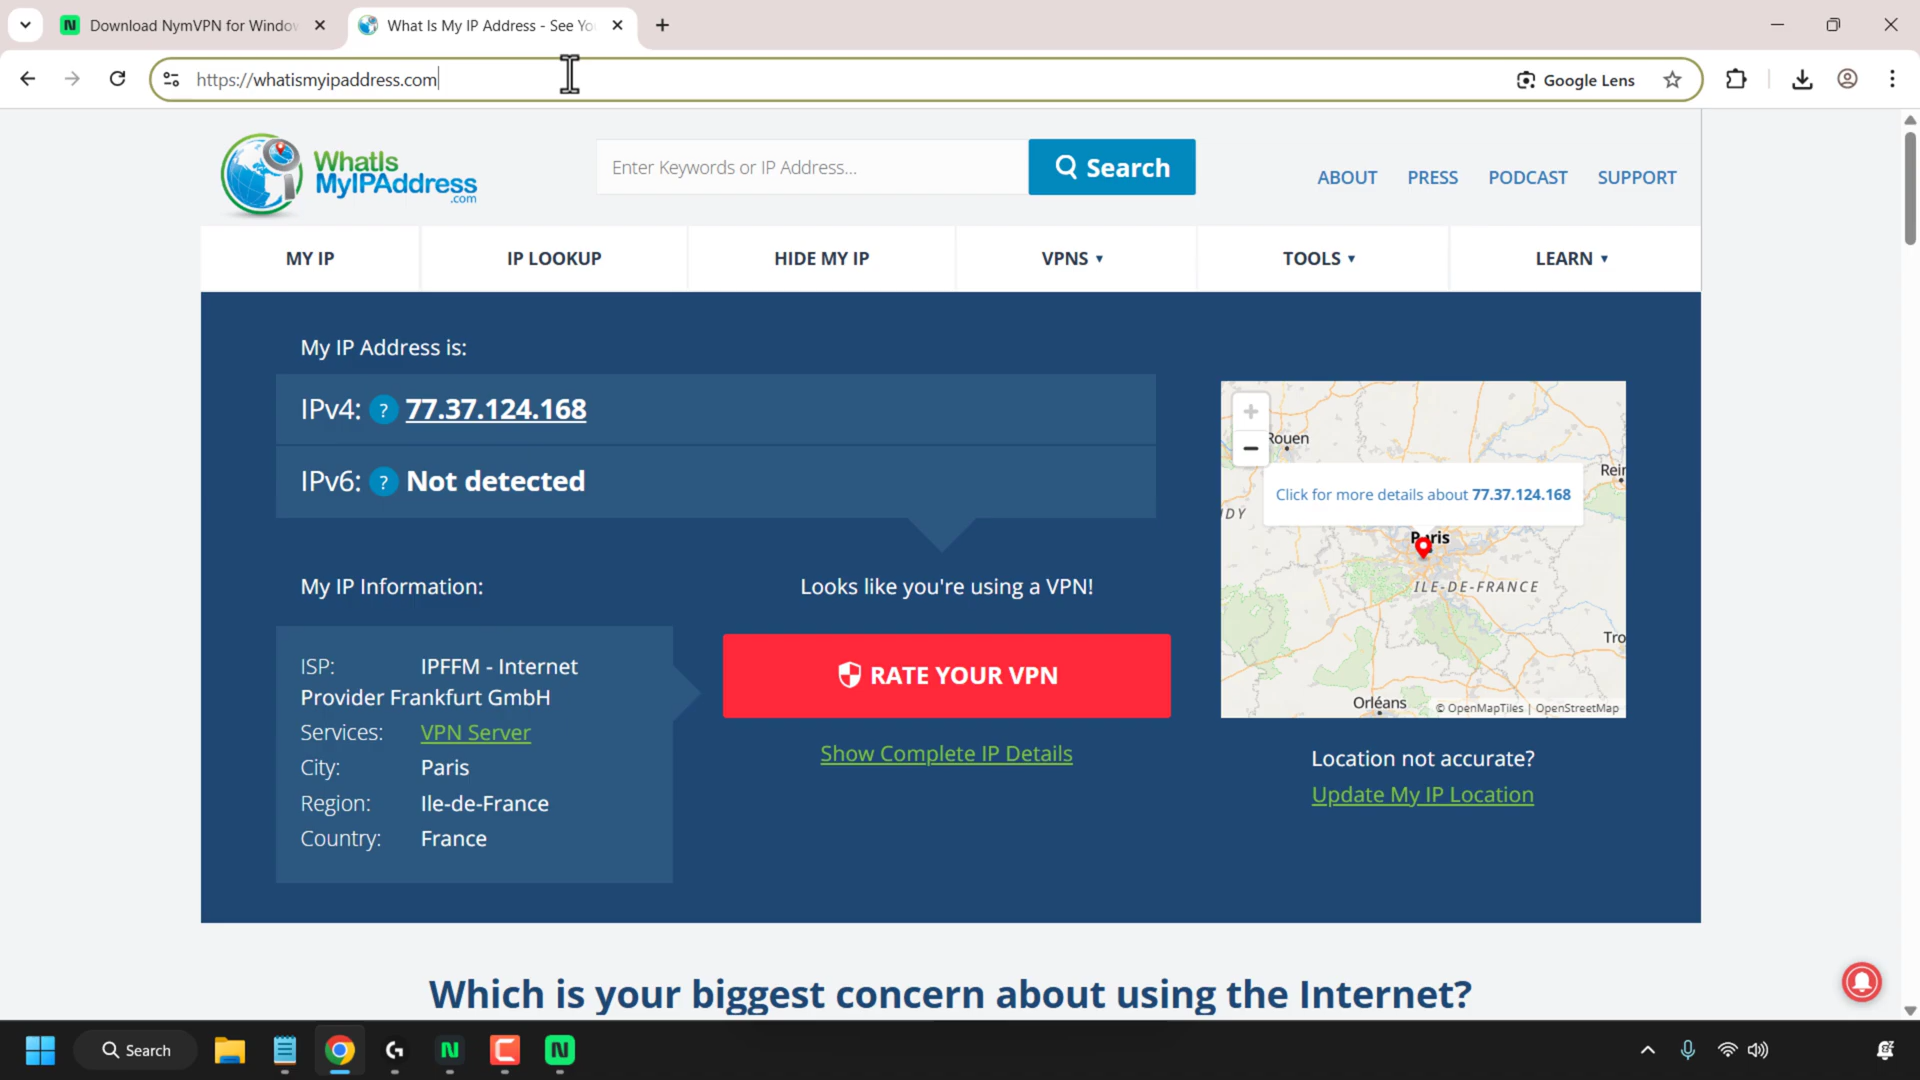 Download NymVPN for Window
What Is My IP Address - See Yo
https://whatismyipaddress.com
Google Lens
WhatIs
MyIPAddress
.com
Enter Keywords or IP Address...
Search
ABOUT
PRESS
PODCAST
SUPPORT
MY IP
IP LOOKUP
HIDE MY IP
VPNS ▾
TOOLS ▾
LEARN ▾
My IP Address is:
IPv4: ? 77.37.124.168
IPv6: ? Not detected
My IP Information:
ISP: IPFFM - Internet
Provider Frankfurt GmbH
Services: VPN Server
City: Paris
Region: Ile-de-France
Country: France
Looks like you're using a VPN!
RATE YOUR VPN
Show Complete IP Details
+
−
Rouen
Rei
Click for more details about 77.37.124.168
DY
Paris
ILE-DE-FRANCE
Tro
Orléans
© OpenMapTiles | OpenStreetMap
Location not accurate?
Update My IP Location
Which is your biggest concern about using the Internet?
Search